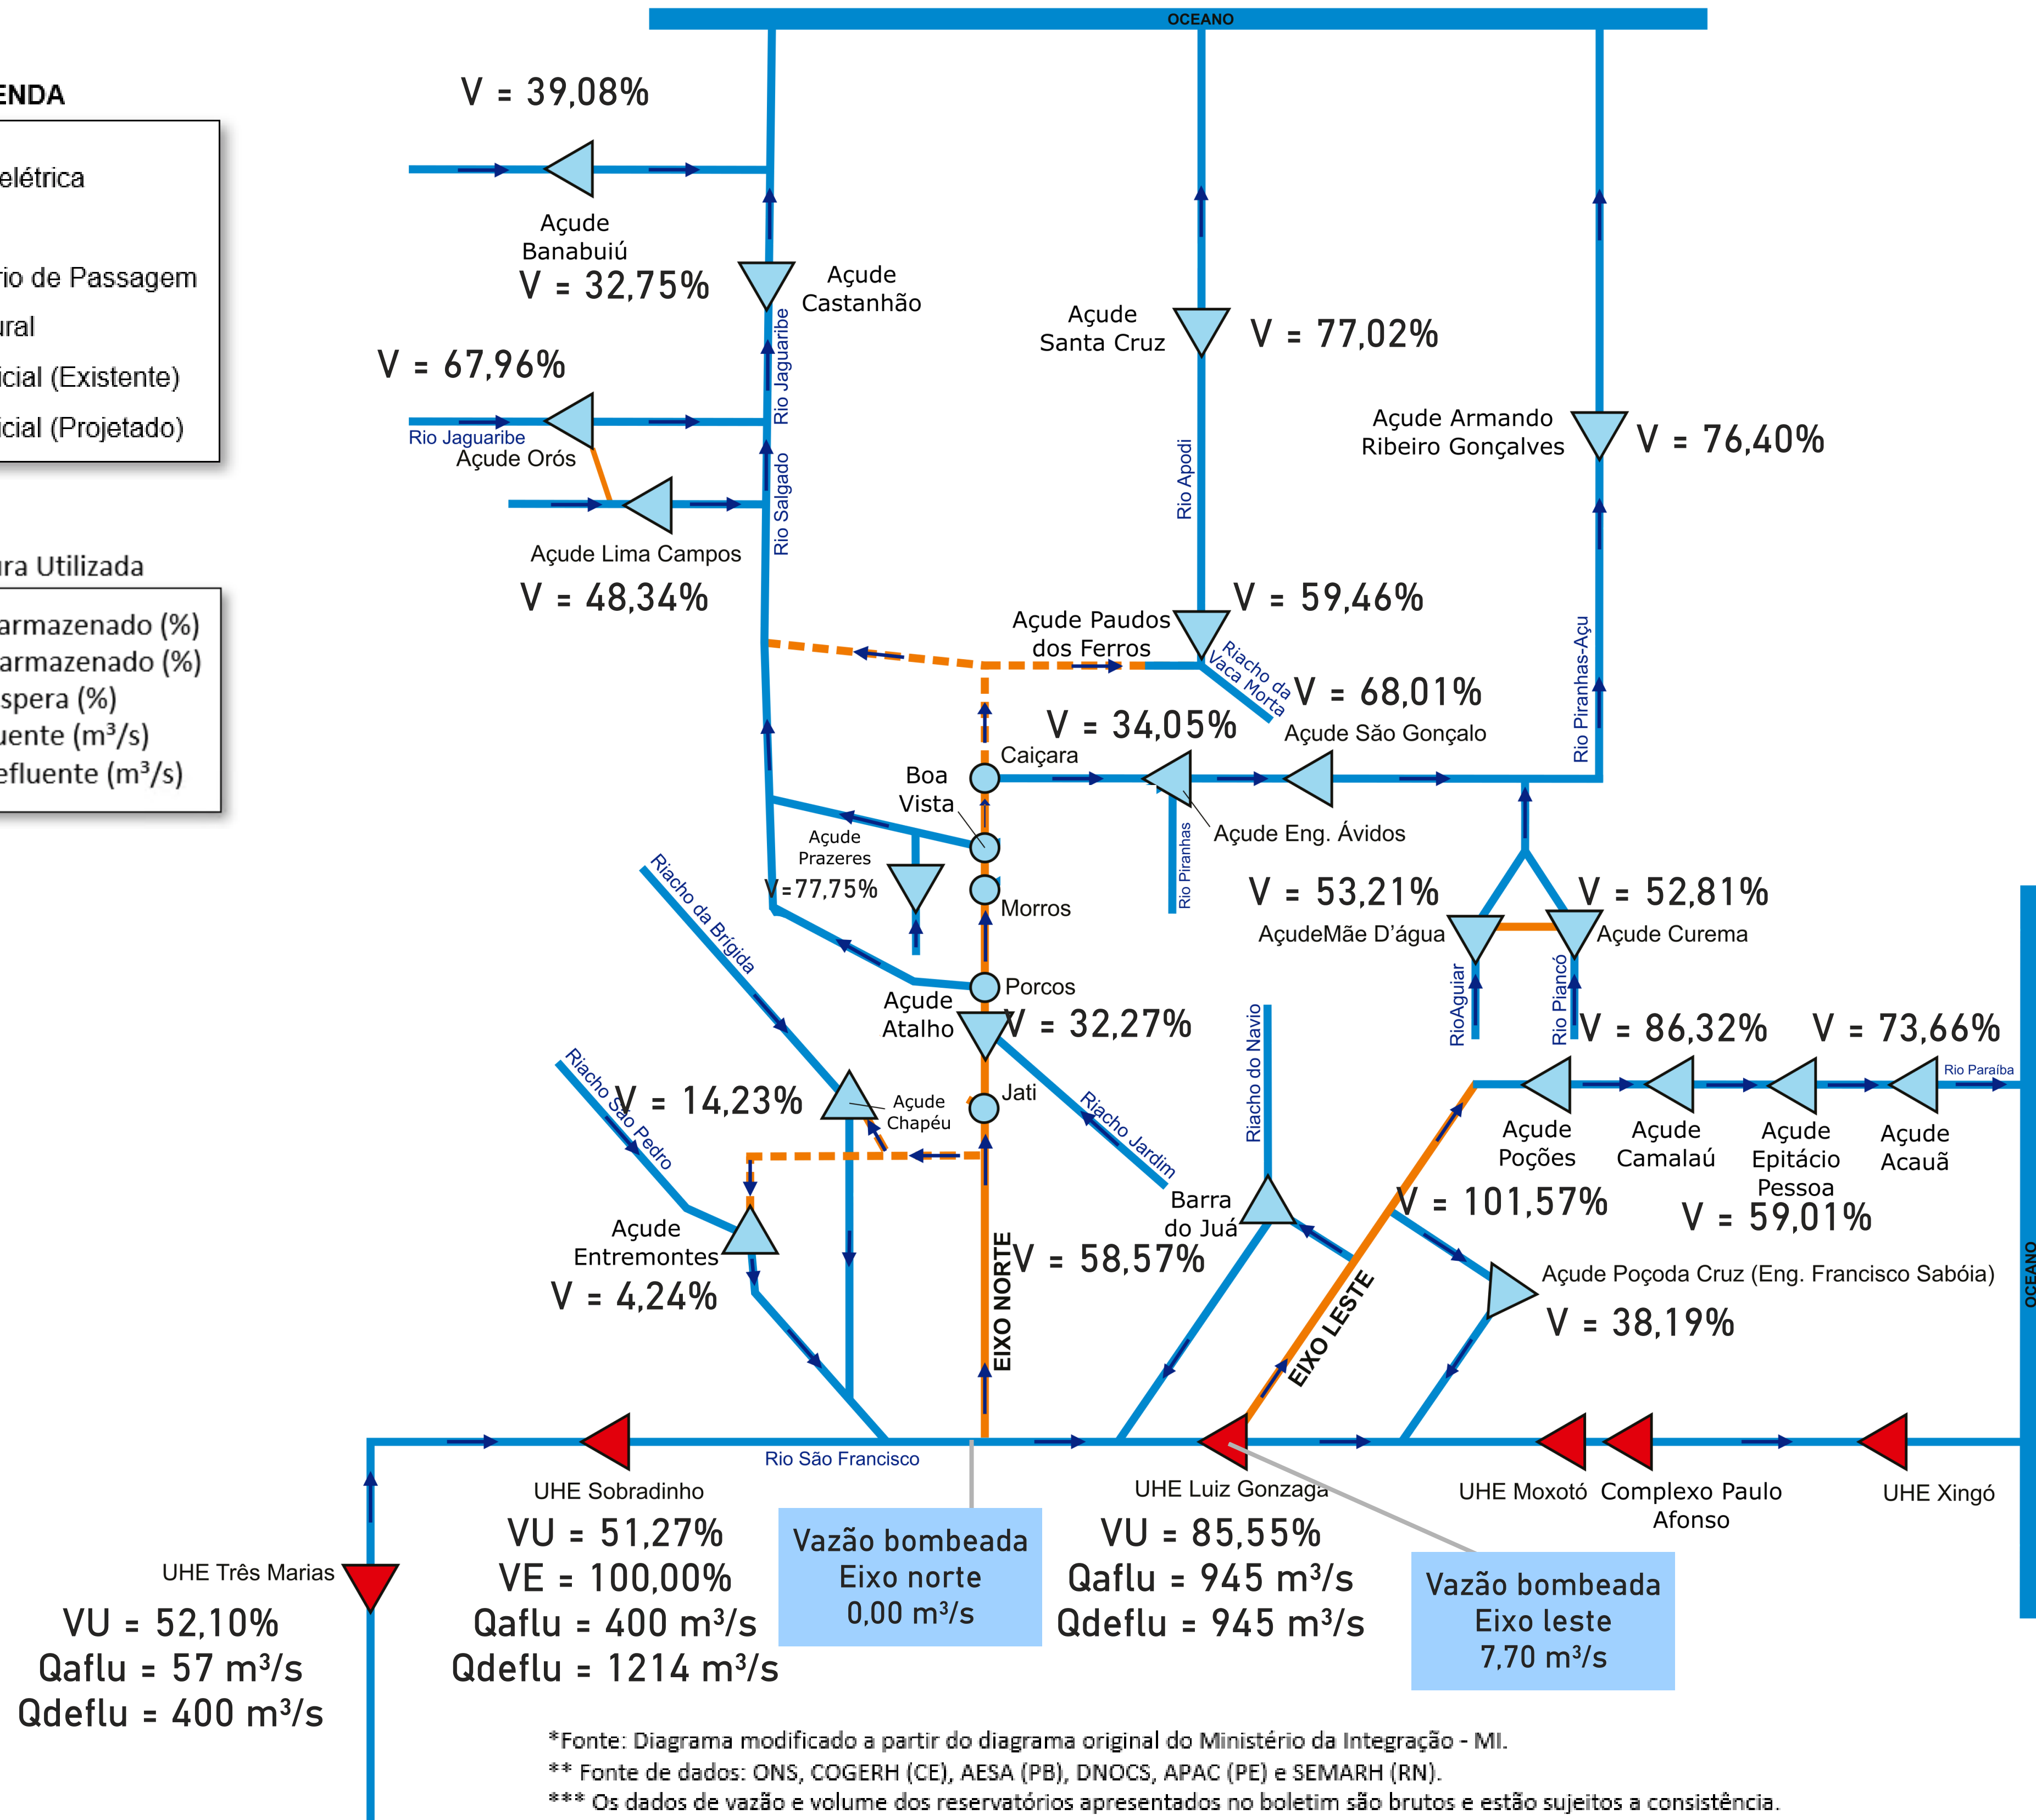 OCEANO
V = 39,08%
ENDA
elétrica
rio de Passagem
ural
icial (Existente)
icial (Projetado)
Açude
Banabuiú
V = 32,75%
Açude
Castanhão
Rio Jaguaribe
V = 67,96%
Rio Jaguaribe
Açude Orós
Rio Salgado
Açude Lima Campos
V = 48,34%
Açude
Santa Cruz
V = 77,02%
Rio Apodi
Açude Armando
Ribeiro Gonçalves
V = 76,40%
Rio Piranhas-Açu
ura Utilizada
armazenado (%)
armazenado (%)
spera (%)
uente (m³/s)
efluente (m³/s)
V = 59,46%
Açude Paudos
dos Ferros
Riacho da
Vaca Morta
V = 68,01%
Açude São Gonçalo
V = 34,05%
Caiçara
Boa
Vista
Açude Eng. Ávidos
Rio Piranhas
Açude
Prazeres
V=77,75%
Morros
Riacho da Brígida
V = 53,21%
AçudeMãe D'água
V = 52,81%
Açude Curema
RioAguiar
Rio Piancó
Porcos
Açude
Atalho
V = 32,27%
Riacho do Navio
V = 86,32%
V = 73,66%
Rio Paraíba
Riacho São Pedro
V = 14,23%
Açude
Chapéu
Jati
Riacho Jardim
Açude
Poções
Açude
Camalaú
Açude
Epitácio
Pessoa
Açude
Acauã
V = 101,57%
V = 59,01%
Barra
do Juá
V = 58,57%
Açude
Entremontes
V = 4,24%
EIXO NORTE
EIXO LESTE
Açude Poçoda Cruz (Eng. Francisco Sabóia)
V = 38,19%
OCEANO
Rio São Francisco
UHE Sobradinho
VU = 51,27%
VE = 100,00%
Qaflu = 400 m³/s
Qdeflu = 1214 m³/s
Vazão bombeada
Eixo norte
0,00 m³/s
UHE Luiz Gonzaga
VU = 85,55%
Qaflu = 945 m³/s
Qdeflu = 945 m³/s
Vazão bombeada
Eixo leste
7,70 m³/s
UHE Moxotó
Complexo Paulo
Afonso
UHE Xingó
UHE Três Marias
VU = 52,10%
Qaflu = 57 m³/s
Qdeflu = 400 m³/s
*Fonte: Diagrama modificado a partir do diagrama original do Ministério da Integração - MI.
** Fonte de dados: ONS, COGERH (CE), AESA (PB), DNOCS, APAC (PE) e SEMARH (RN).
*** Os dados de vazão e volume dos reservatórios apresentados no boletim são brutos e estão sujeitos a consistência.